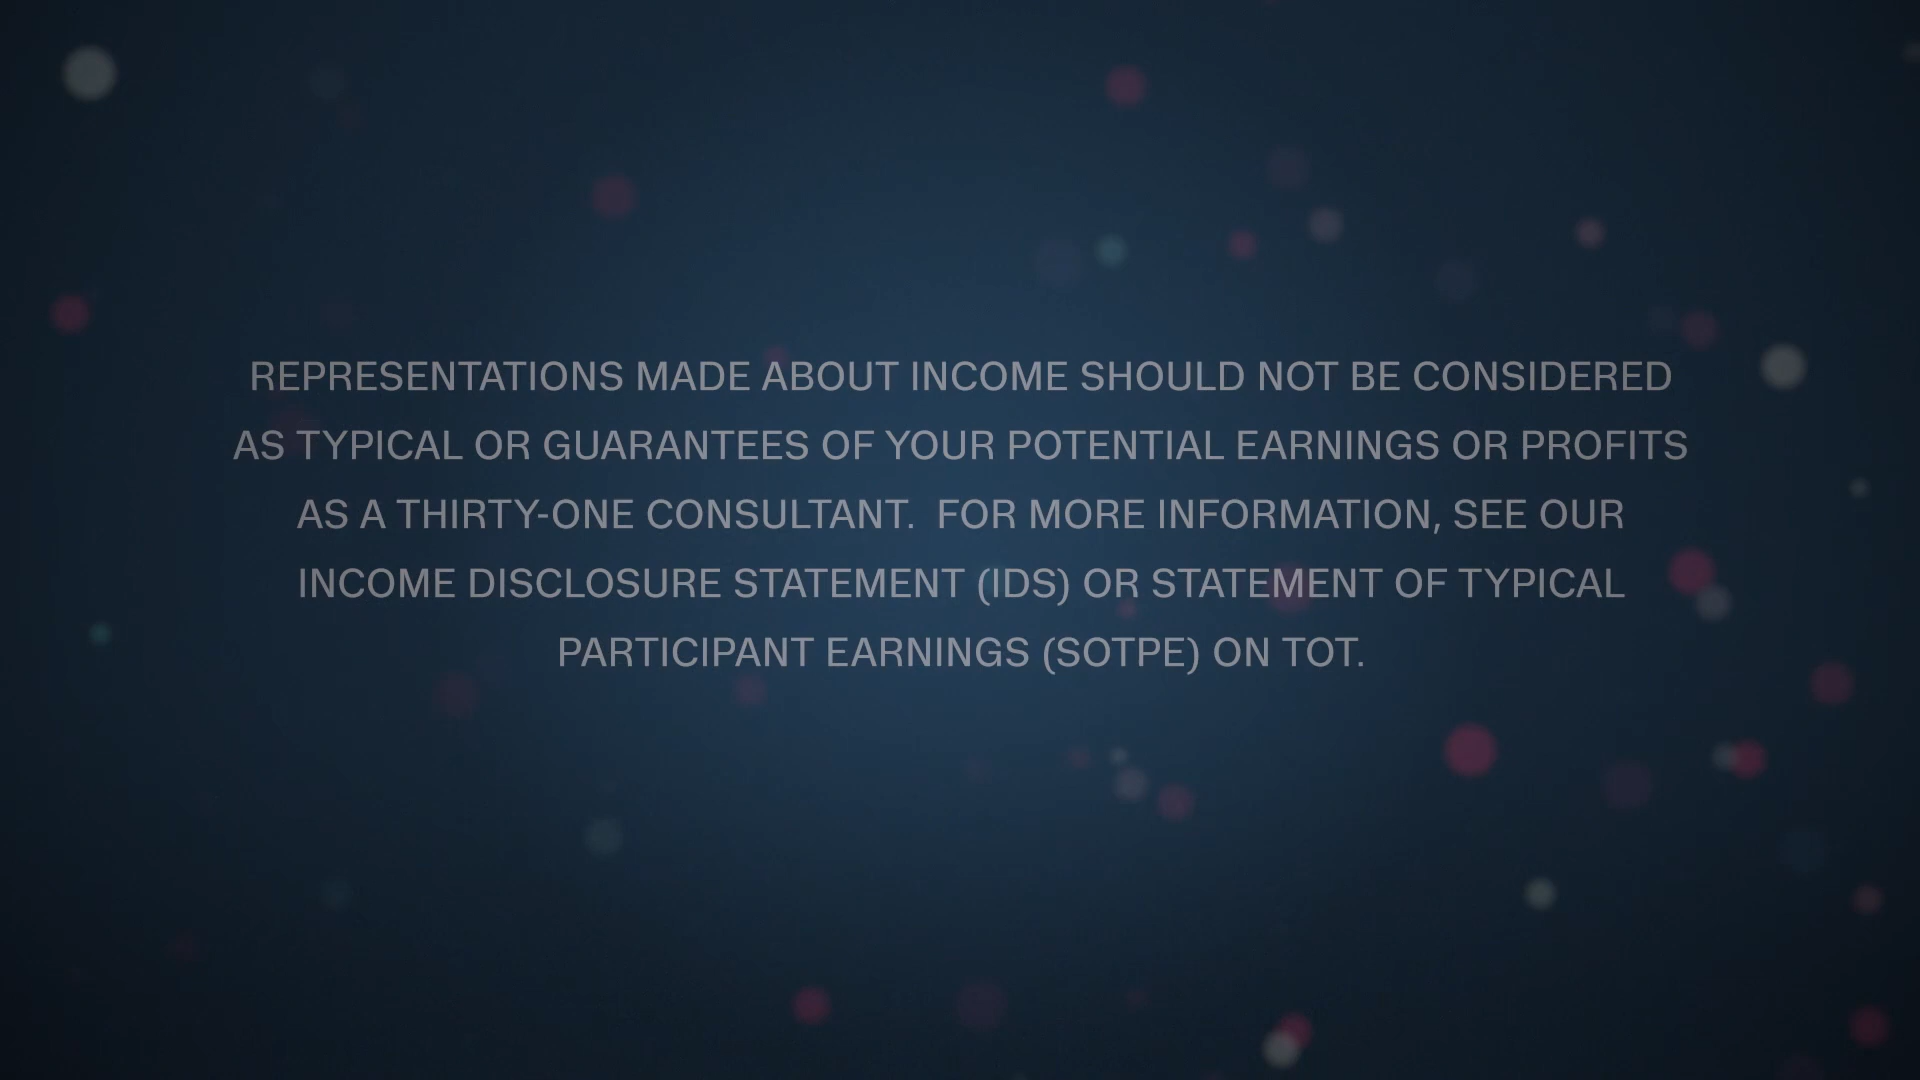 REPRESENTATIONS MADE ABOUT INCOME SHOULD NOT BE CONSIDERED
AS TYPICAL OR GUARANTEES OF YOUR POTENTIAL EARNINGS OR PROFITS
AS A THIRTY-ONE CONSULTANT.  FOR MORE INFORMATION, SEE OUR
INCOME DISCLOSURE STATEMENT (IDS) OR STATEMENT OF TYPICAL
PARTICIPANT EARNINGS (SOTPE) ON TOT.